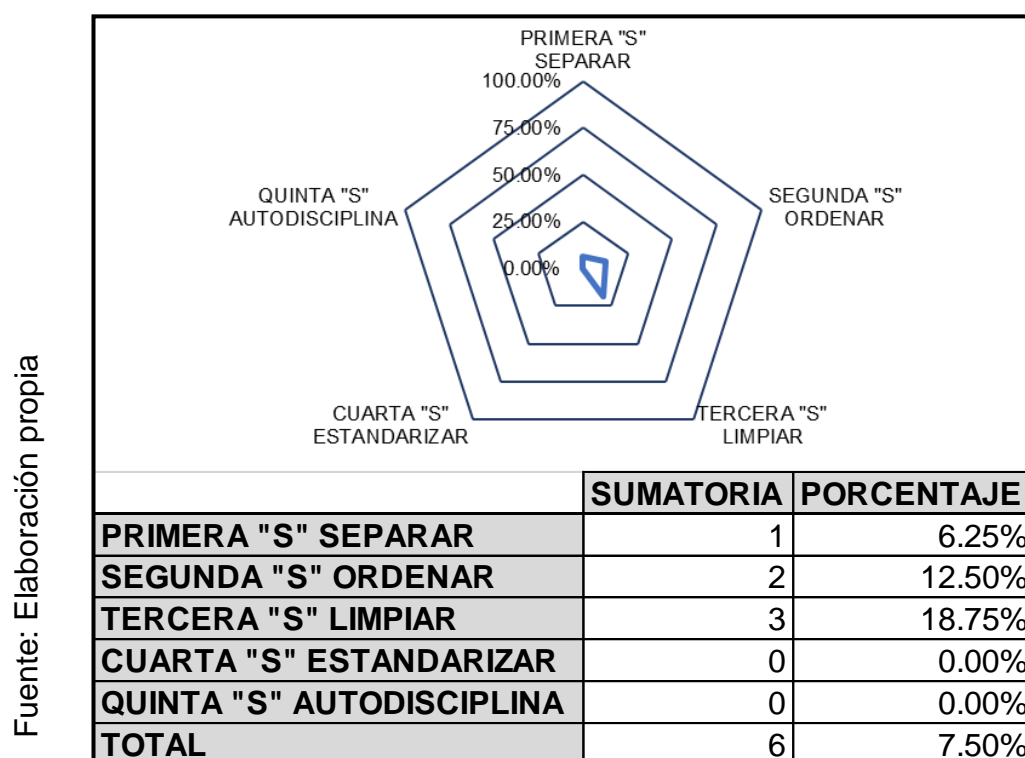 PRIMERA "S"
SEPARAR
100.00%
75.00%
50.00%
25.00%
0.00%
QUINTA "S"
AUTODISCIPLINA
SEGUNDA "S"
ORDENAR
CUARTA "S"
ESTANDARIZAR
TERCERA "S"
LIMPIAR
SUMATORIA PORCENTAJE
PRIMERA "S" SEPARAR 1 6.25%
SEGUNDA "S" ORDENAR 2 12.50%
TERCERA "S" LIMPIAR 3 18.75%
CUARTA "S" ESTANDARIZAR 0 0.00%
QUINTA "S" AUTODISCIPLINA 0 0.00%
TOTAL 6 7.50%
Fuente: Elaboración propia